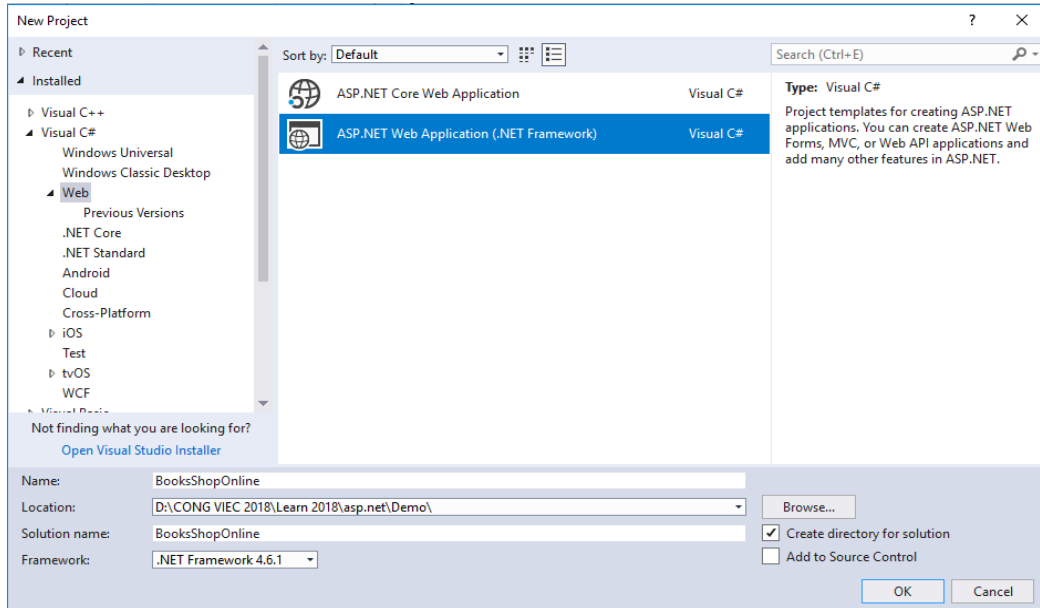 New Project
?
Recent
Installed
Visual C++
Visual C#
Windows Universal
Windows Classic Desktop
Web
Previous Versions
.NET Core
.NET Standard
Android
Cloud
Cross-Platform
iOS
Test
tvOS
WCF
Visual Basic
Not finding what you are looking for?
Open Visual Studio Installer
Sort by: Default
ASP.NET Core Web Application Visual C#
ASP.NET Web Application (.NET Framework) Visual C#
Search (Ctrl+E)
Type: Visual C#
Project templates for creating ASP.NET
applications. You can create ASP.NET Web
Forms, MVC, or Web API applications and
add many other features in ASP.NET.
Name: BooksShopOnline
Location: D:\CONG VIEC 2018\Learn 2018\asp.net\Demo\
Browse...
Solution name: BooksShopOnline
Create directory for solution
Framework: .NET Framework 4.6.1
Add to Source Control
OK Cancel